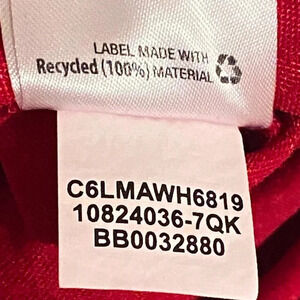 LABEL MADE WITH
Recycled (100%) MATERIAL
C6LMAWH6819
10824036-7QK
BB0032880